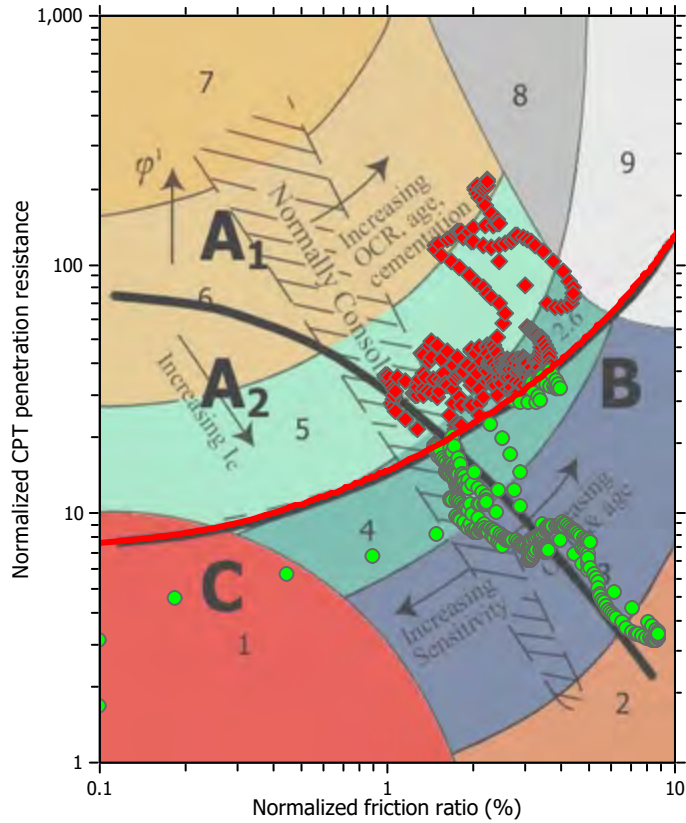 1,000
100
10
1
0.1
1
10
Normalized CPT penetration resistance
Normalized friction ratio (%)
7
8
9
φ'
A1
6
Normally Consol
Increasing
OCR, age,
cementation
A2
Increasing Ic
5
2.6
B
4
C
1
Increasing
Sensitivity
& age
2